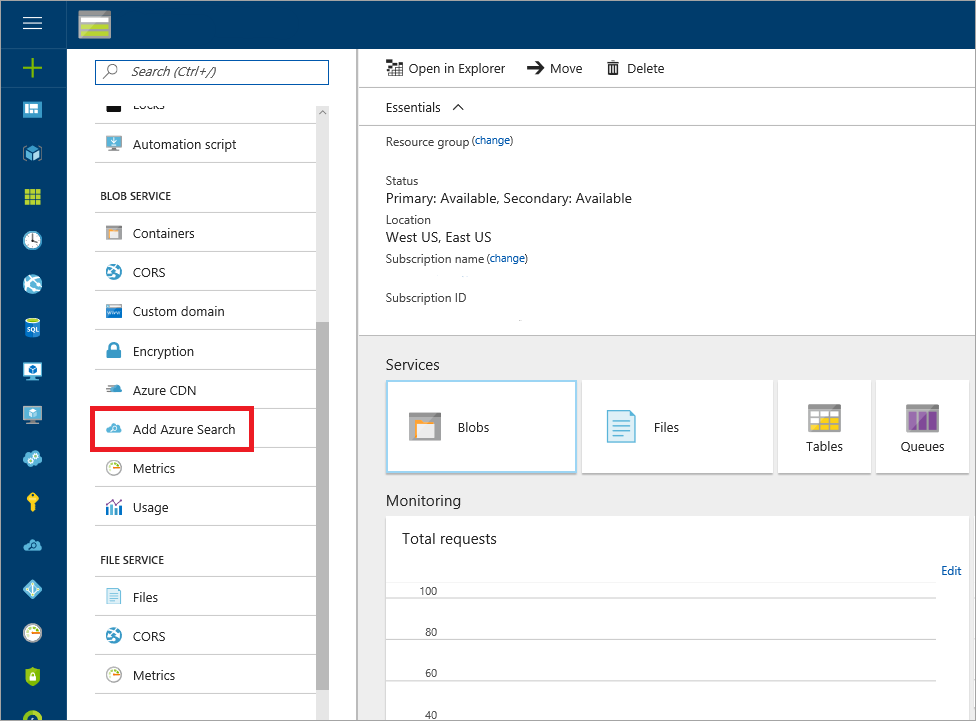 Search (Ctrl+/)
Locks
Automation script
BLOB SERVICE
Containers
CORS
www
Custom domain
Encryption
Azure CDN
Add Azure Search
Metrics
Usage
FILE SERVICE
Files
CORS
Metrics
SQL
Open in Explorer Move Delete
Essentials
Resource group (change)
Status
Primary: Available, Secondary: Available
Location
West US, East US
Subscription name (change)
Subscription ID
Services
Blobs
Files
Tables
Queues
Monitoring
Total requests
Edit
100
80
60
40